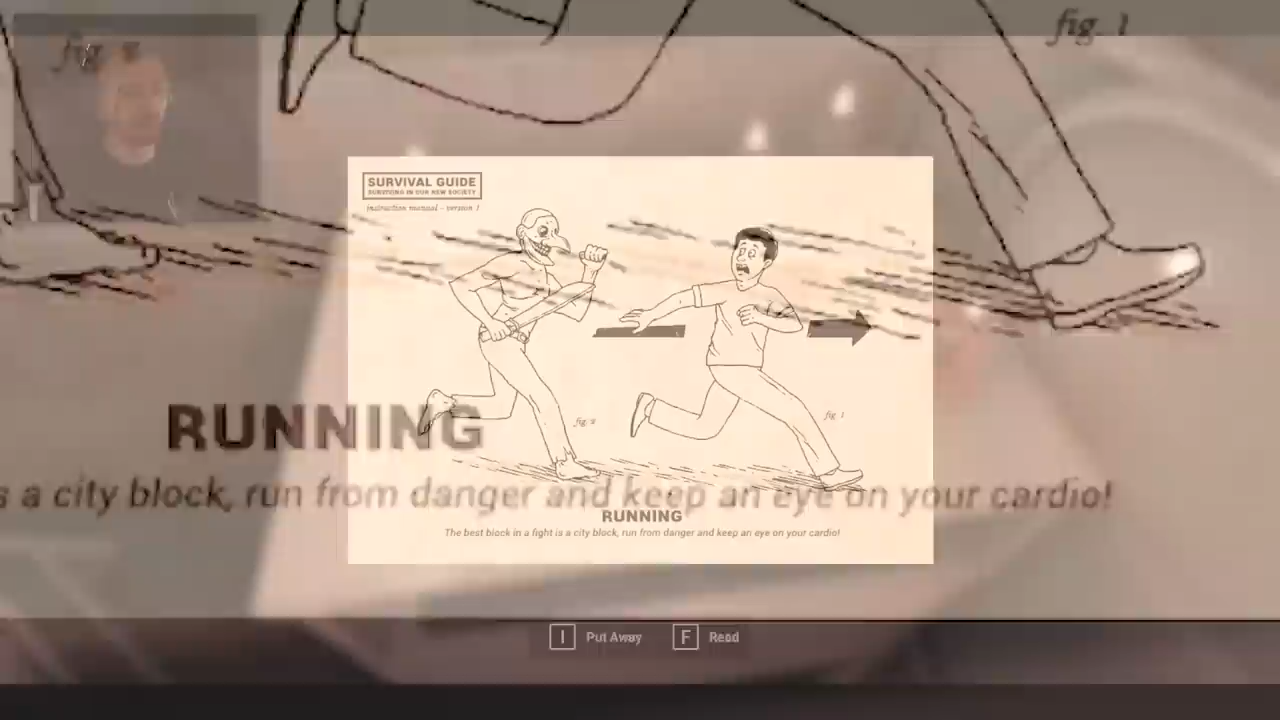 fig. 1
fig. 2
SURVIVAL GUIDE
SURVIVING IN OUR NEW SOCIETY
instruction manual - version 1
fig. 1
fig. 2
RUNNING
s a city block, run from danger and keep an eye on your cardio!
RUNNING
The best block in a fight is a city block, run from danger and keep an eye on your cardio!
I Put Away F Read